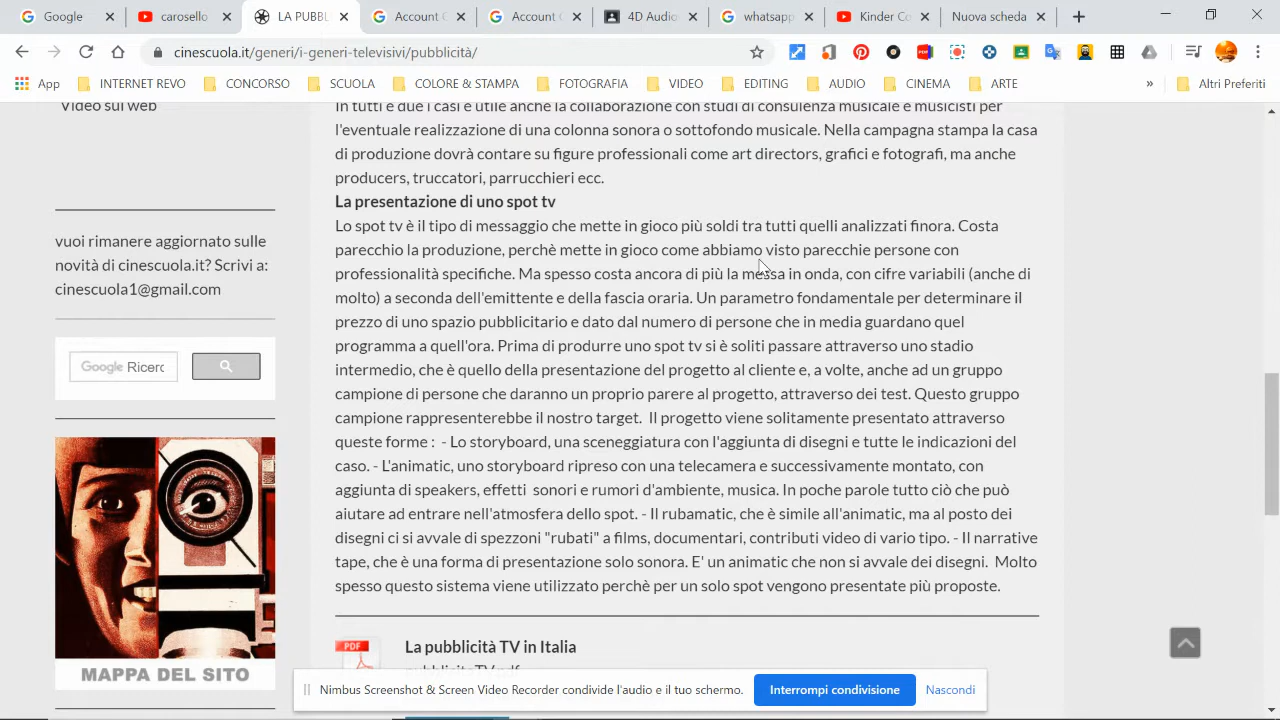 Google
carosello
LA PUBBL
Account G
Account G
4D Audio
whatsapp
Kinder Co
Nuova scheda
cinescuola.it/generi/i-generi-televisivi/pubblicità/
App
INTERNET REVO
CONCORSO
SCUOLA
COLORE & STAMPA
FOTOGRAFIA
VIDEO
EDITING
AUDIO
CINEMA
ARTE
»
Altri Preferiti
Video sul web
vuoi rimanere aggiornato sulle
novità di cinescuola.it? Scrivi a:
cinescuola1@gmail.com
Google Ricerc
MAPPA DEL SITO
In tutti e due i casi è utile anche la collaborazione con studi di consulenza musicale e musicisti per
l'eventuale realizzazione di una colonna sonora o sottofondo musicale. Nella campagna stampa la casa
di produzione dovrà contare su figure professionali come art directors, grafici e fotografi, ma anche
producers, truccatori, parrucchieri ecc.
La presentazione di uno spot tv
Lo spot tv è il tipo di messaggio che mette in gioco più soldi tra tutti quelli analizzati finora. Costa
parecchio la produzione, perchè mette in gioco come abbiamo visto parecchie persone con
professionalità specifiche. Ma spesso costa ancora di più la messa in onda, con cifre variabili (anche di
molto) a seconda dell'emittente e della fascia oraria. Un parametro fondamentale per determinare il
prezzo di uno spazio pubblicitario e dato dal numero di persone che in media guardano quel
programma a quell'ora. Prima di produrre uno spot tv si è soliti passare attraverso uno stadio
intermedio, che è quello della presentazione del progetto al cliente e, a volte, anche ad un gruppo
campione di persone che daranno un proprio parere al progetto, attraverso dei test. Questo gruppo
campione rappresenterebbe il nostro target.  Il progetto viene solitamente presentato attraverso
queste forme :  - Lo storyboard, una sceneggiatura con l'aggiunta di disegni e tutte le indicazioni del
caso. - L'animatic, uno storyboard ripreso con una telecamera e successivamente montato, con
aggiunta di speakers, effetti  sonori e rumori d'ambiente, musica. In poche parole tutto ciò che può
aiutare ad entrare nell'atmosfera dello spot. - Il rubamatic, che è simile all'animatic, ma al posto dei
disegni ci si avvale di spezzoni "rubati" a films, documentari, contributi video di vario tipo. - Il narrative
tape, che è una forma di presentazione solo sonora. E' un animatic che non si avvale dei disegni.  Molto
spesso questo sistema viene utilizzato perchè per un solo spot vengono presentate più proposte.
PDF
La pubblicità TV in Italia
pubblicitaTV.pdf
Nimbus Screenshot & Screen Video Recorder condivide l'audio e il tuo schermo.
Interrompi condivisione
Nascondi